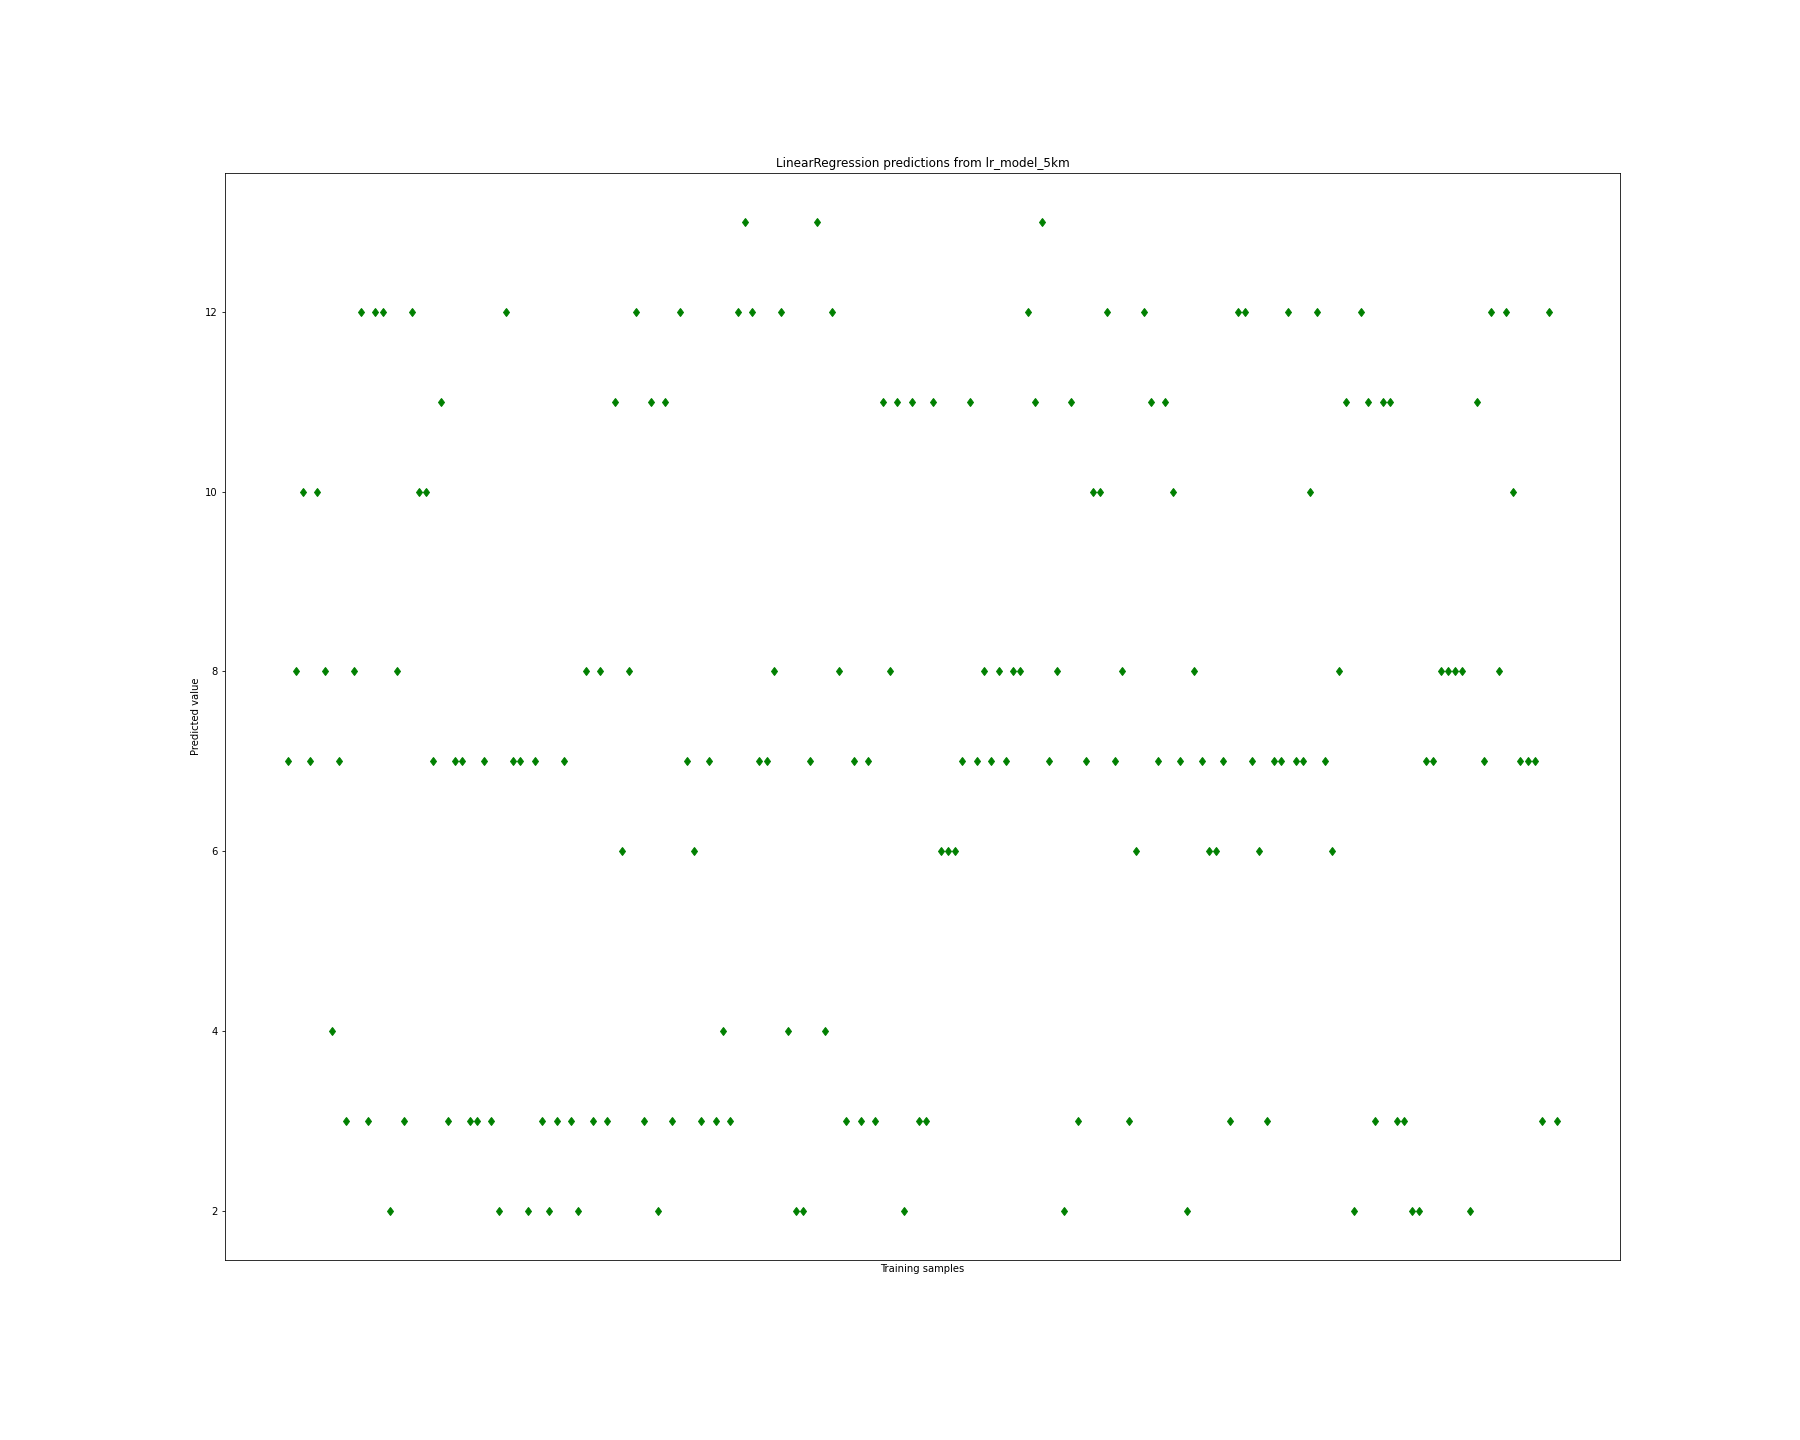 LinearRegression predictions from lr_model_5km
12
10
8
6
4
2
Predicted value
Training samples